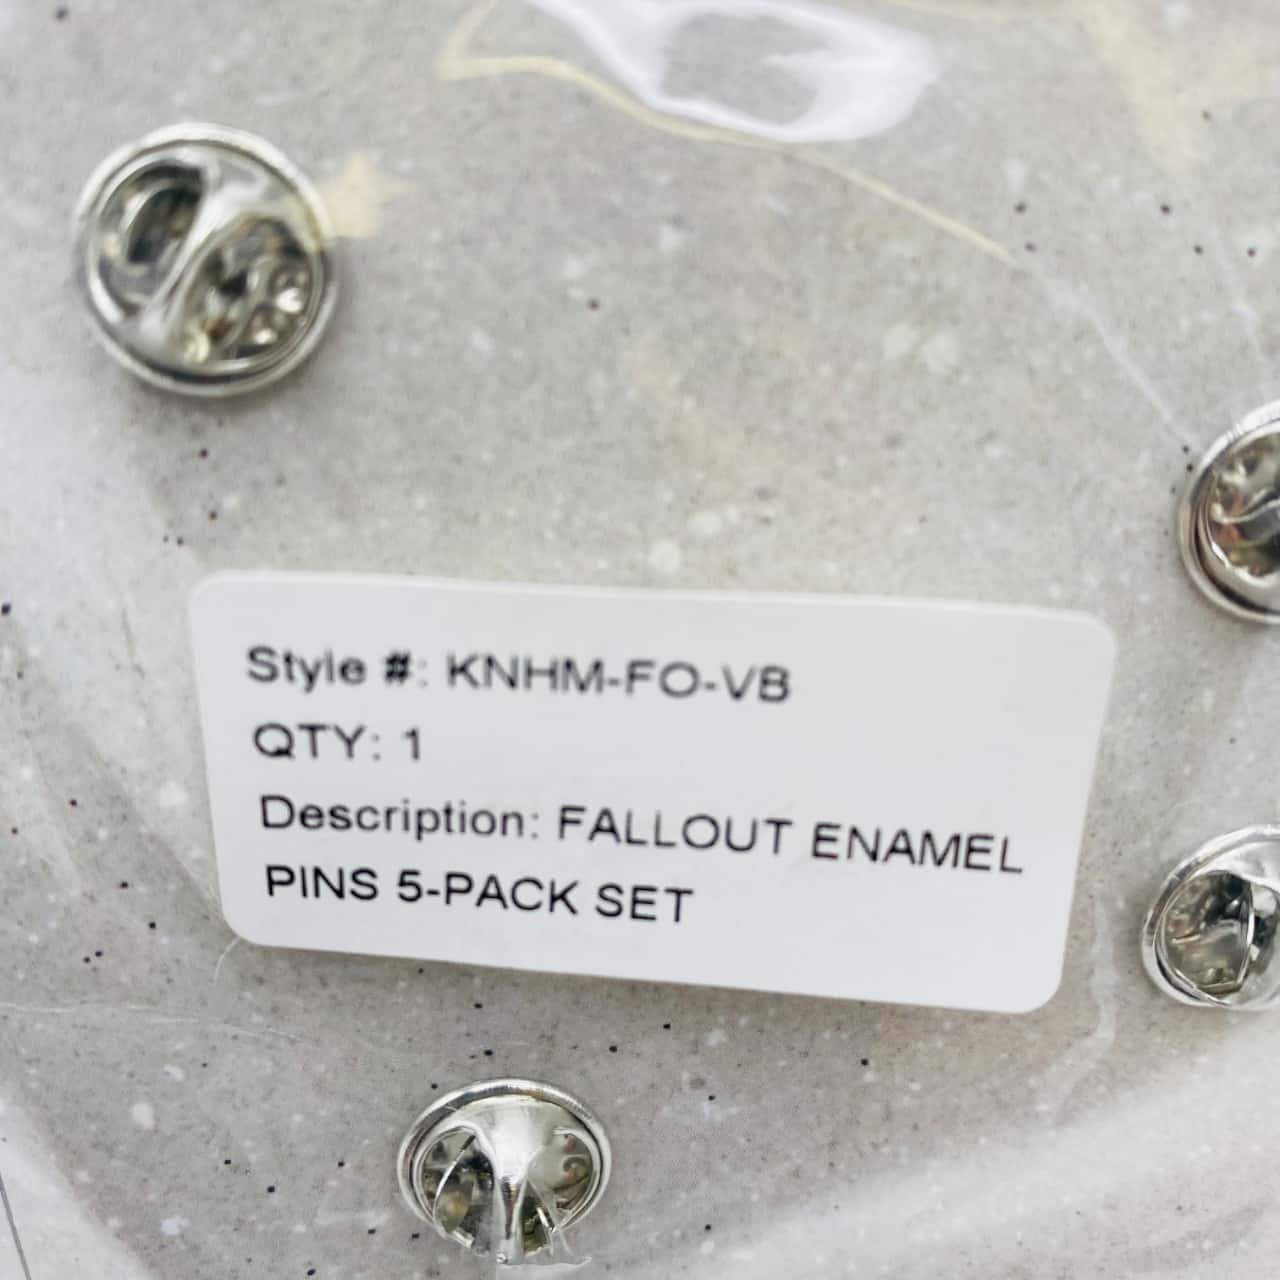 Style #: KNHM-FO-VB
QTY: 1
Description: FALLOUT ENAMEL
PINS 5-PACK SET